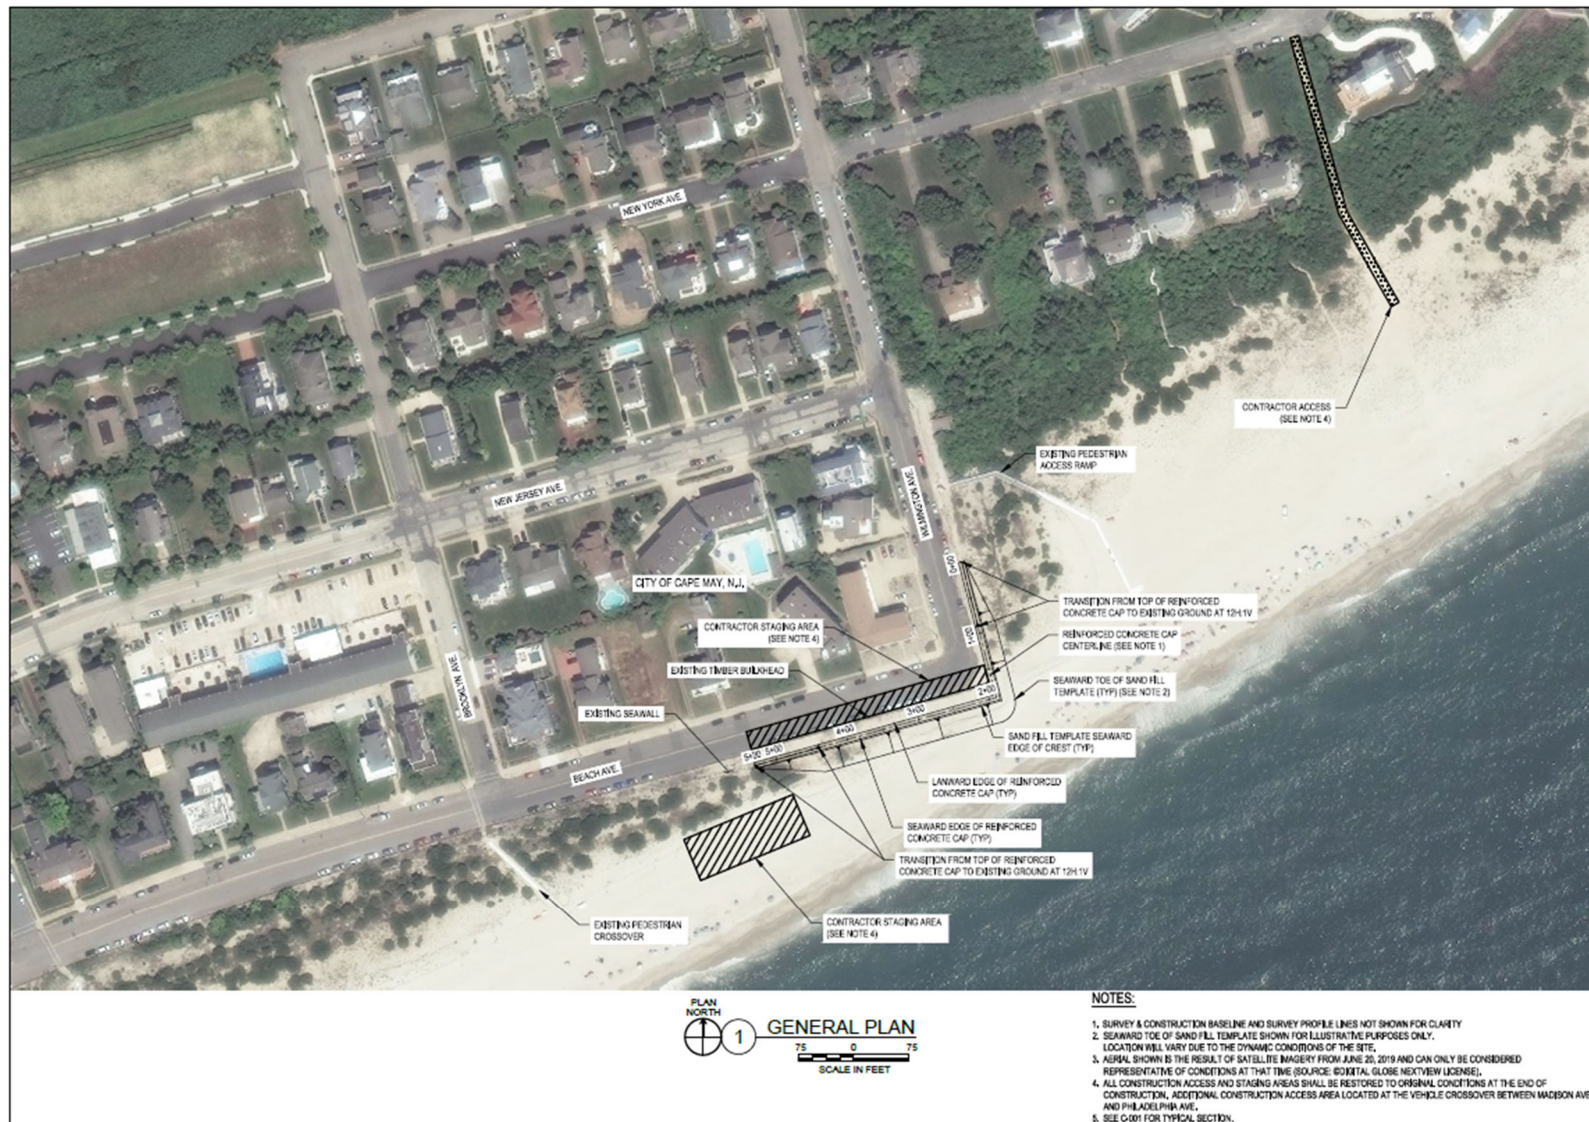 NEW YORK AVE.
CONTRACTOR ACCESS
(SEE NOTE 4)
EXISTING PEDESTRIAN
ACCESS RAMP
WILMINGTON AVE.
NEW JERSEY AVE.
0+00
CITY OF CAPE MAY, N.J.
TRANSITION FROM TOP OF REINFORCED
CONCRETE CAP TO EXISTING GROUND AT 12H:1V
CONTRACTOR STAGING AREA
(SEE NOTE 4)
1+00
REINFORCED CONCRETE CAP
CENTERLINE (SEE NOTE 1)
EXISTING TIMBER BULKHEAD
BROOKLYN AVE.
SEAWARD TOE OF SAND FILL
TEMPLATE (TYP) (SEE NOTE 2)
2+00
EXISTING SEAWALL
3+00
4+00
SAND FILL TEMPLATE SEAWARD
EDGE OF CREST (TYP)
5+20 5+00
BEACH AVE.
LANWARD EDGE OF REINFORCED
CONCRETE CAP (TYP)
SEAWARD EDGE OF REINFORCED
CONCRETE CAP (TYP)
TRANSITION FROM TOP OF REINFORCED
CONCRETE CAP TO EXISTING GROUND AT 12H:1V
EXISTING PEDESTRIAN
CROSSOVER
CONTRACTOR STAGING AREA
(SEE NOTE 4)
PLAN
NORTH
1
GENERAL PLAN
75 0 75
SCALE IN FEET
NOTES:
1. SURVEY & CONSTRUCTION BASELINE AND SURVEY PROFILE LINES NOT SHOWN FOR CLARITY
2. SEAWARD TOE OF SAND FILL TEMPLATE SHOWN FOR ILLUSTRATIVE PURPOSES ONLY.
LOCATION WILL VARY DUE TO THE DYNAMIC CONDITIONS OF THE SITE.
3. AERIAL SHOWN IS THE RESULT OF SATELLITE IMAGERY FROM JUNE 20, 2019 AND CAN ONLY BE CONSIDERED
REPRESENTATIVE OF CONDITIONS AT THAT TIME (SOURCE: ©DIGITAL GLOBE NEXTVIEW LICENSE).
4. ALL CONSTRUCTION ACCESS AND STAGING AREAS SHALL BE RESTORED TO ORIGINAL CONDITIONS AT THE END OF
CONSTRUCTION. ADDITIONAL CONSTRUCTION ACCESS AREA LOCATED AT THE VEHICLE CROSSOVER BETWEEN MADISON AVE
AND PHILADELPHIA AVE.
5. SEE C-001 FOR TYPICAL SECTION.